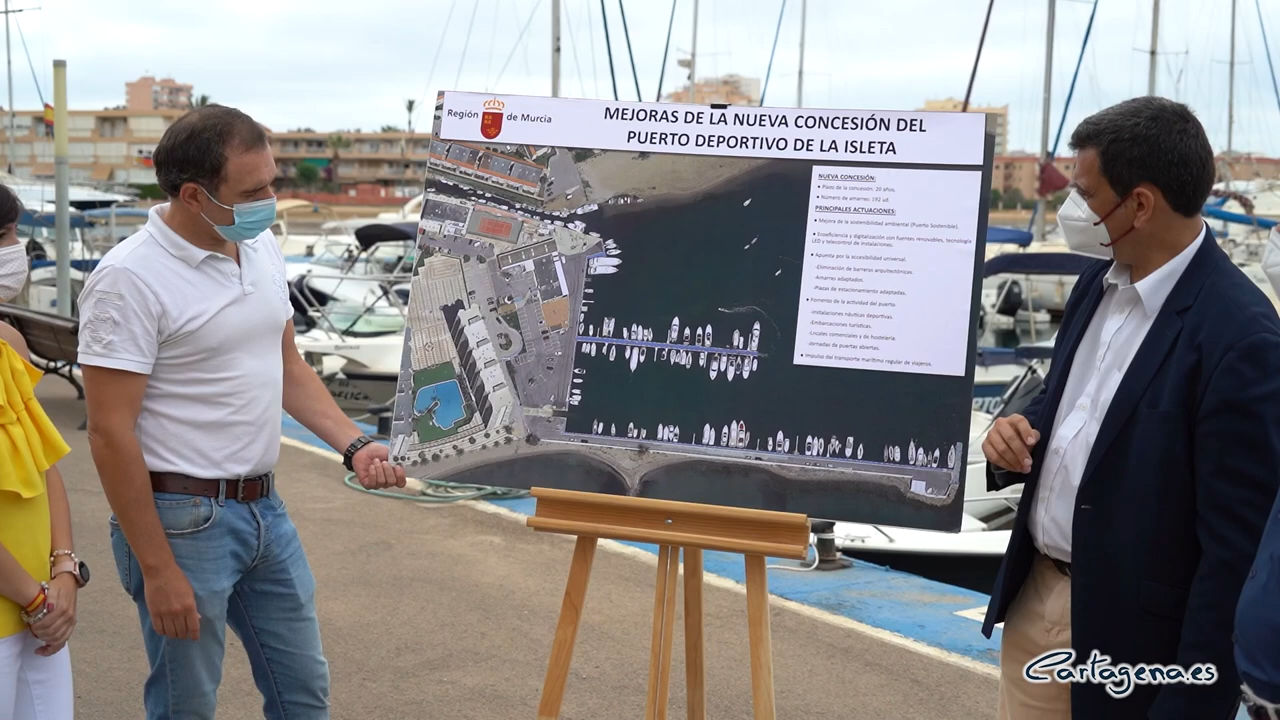 Región de Murcia
MEJORAS DE LA NUEVA CONCESIÓN DEL
PUERTO DEPORTIVO DE LA ISLETA
NUEVA CONCESIÓN:
• Plazo de la concesión: 20 años.
• Número de amarres: 192 ud.
PRINCIPALES ACTUACIONES:
• Mejora de la sostenibilidad ambiental (Puerto Sostenible).
• Ecoeficiencia y digitalización con fuentes renovables, tecnología
LED y telecontrol de instalaciones.
• Apuesta por la accesibilidad universal.
-Eliminación de barreras arquitectónicas.
-Amarres adaptados.
-Plazas de estacionamiento adaptadas.
• Fomento de la actividad del puerto.
-Instalaciones náuticas deportivas.
-Embarcaciones turísticas.
-Locales comerciales y de hostelería.
-Jornadas de puertas abiertas.
• Impulso del transporte marítimo regular de viajeros.
Cartagena.es